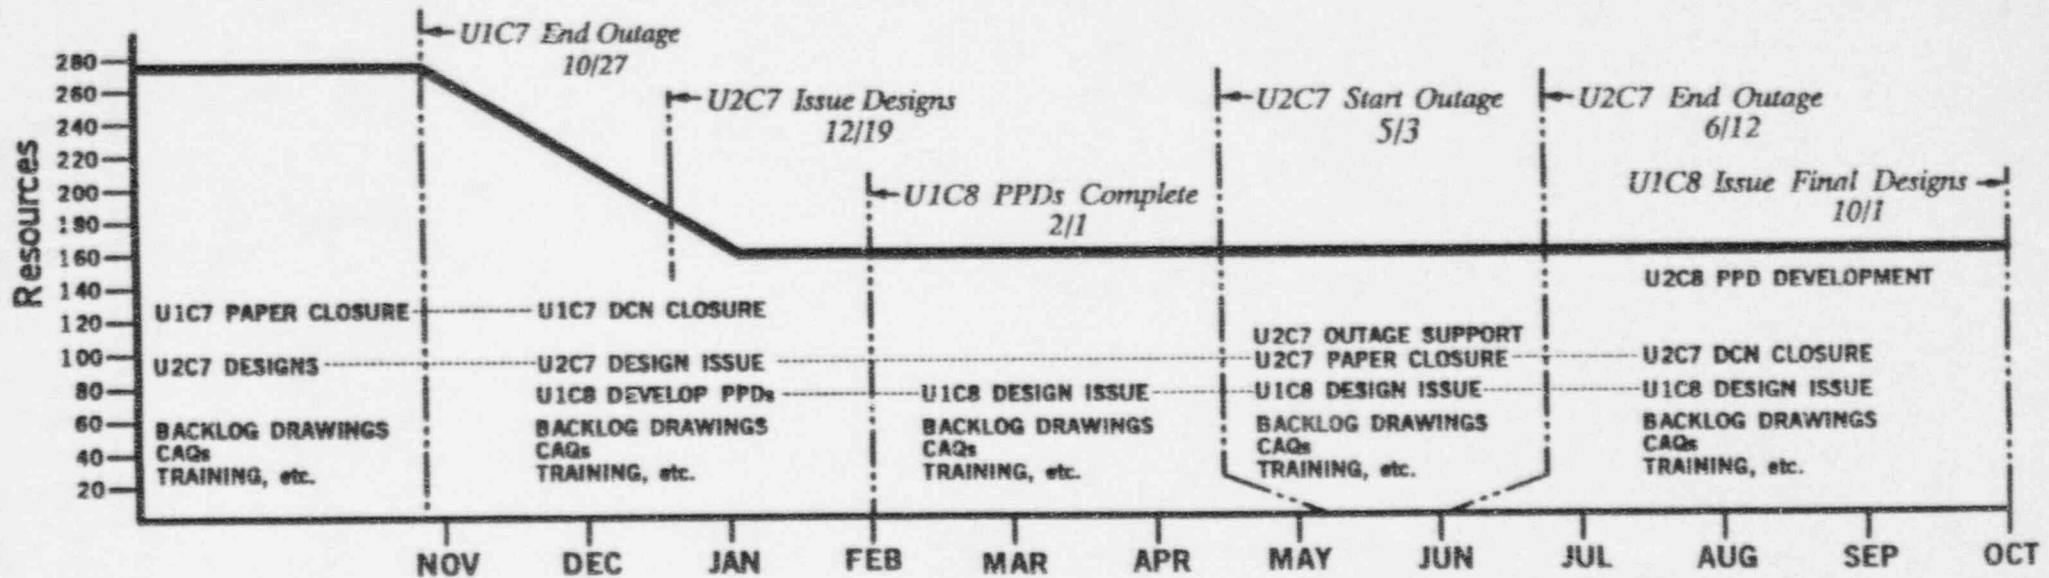 U1C7 End Outage
10/27
U2C7 Issue Designs
12/19
U2C7 Start Outage
5/3
U2C7 End Outage
6/12
U1C8 PPDs Complete
2/1
U1C8 Issue Final Designs
10/1
Resources
280
260
240
220
200
180
160
140
120
100
80
60
40
20
U1C7 PAPER CLOSURE
U2C7 DESIGNS
BACKLOG DRAWINGS
CAQs
TRAINING, etc.
U1C7 DCN CLOSURE
U2C7 DESIGN ISSUE
U1C8 DEVELOP PPDs
BACKLOG DRAWINGS
CAQs
TRAINING, etc.
U1C8 DESIGN ISSUE
BACKLOG DRAWINGS
CAQs
TRAINING, etc.
U2C7 OUTAGE SUPPORT
U2C7 PAPER CLOSURE
U1C8 DESIGN ISSUE
BACKLOG DRAWINGS
CAQs
TRAINING, etc.
U2C8 PPD DEVELOPMENT
U2C7 DCN CLOSURE
U1C8 DESIGN ISSUE
BACKLOG DRAWINGS
CAQs
TRAINING, etc.
NOV DEC JAN FEB MAR APR MAY JUN JUL AUG SEP OCT